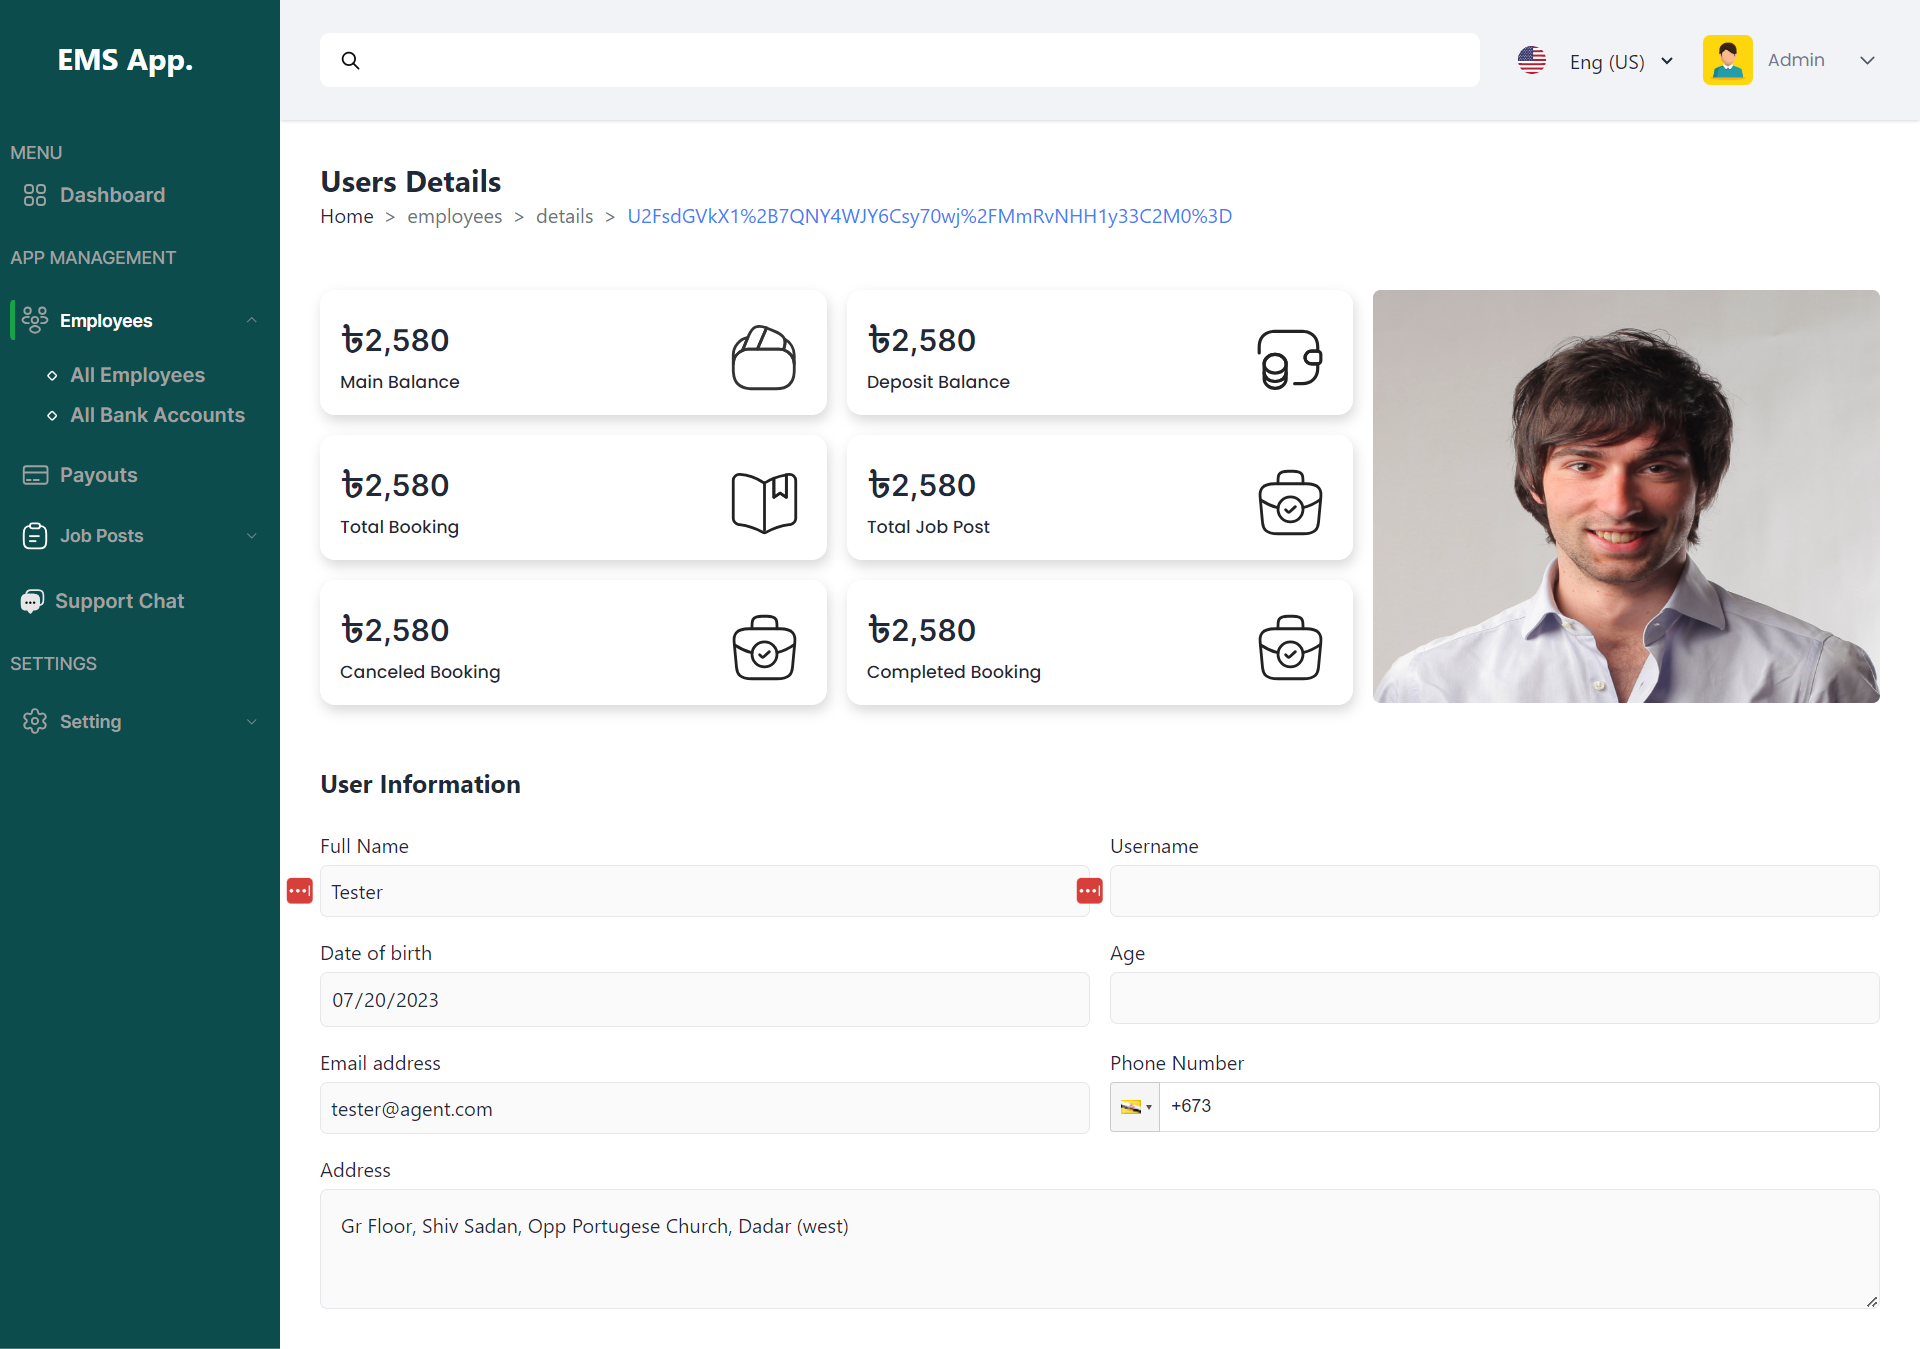 EMS App.
MENU
Dashboard
APP MANAGEMENT
Employees
All Employees
All Bank Accounts
Payouts
Job Posts
Support Chat
SETTINGS
Setting
Eng (US)
Admin
Users Details
Home > employees > details > U2FsdGVkX1%2B7QNY4WJY6Csy70wj%2FMmRvNHH1y33C2M0%3D
৳2,580
Main Balance
৳2,580
Deposit Balance
৳2,580
Total Booking
৳2,580
Total Job Post
৳2,580
Canceled Booking
৳2,580
Completed Booking
User Information
Full Name
Tester
Username
Date of birth
07/20/2023
Age
Email address
tester@agent.com
Phone Number
+673
Address
Gr Floor, Shiv Sadan, Opp Portugese Church, Dadar (west)